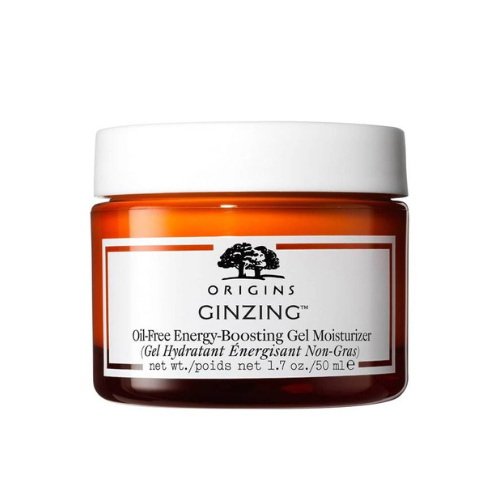 ORIGINS
GINZING™
Oil-Free Energy-Boosting Gel Moisturizer
(Gel Hydratant Énergisant Non-Gras)
net wt./poids net 1.7 oz./50 ml℮